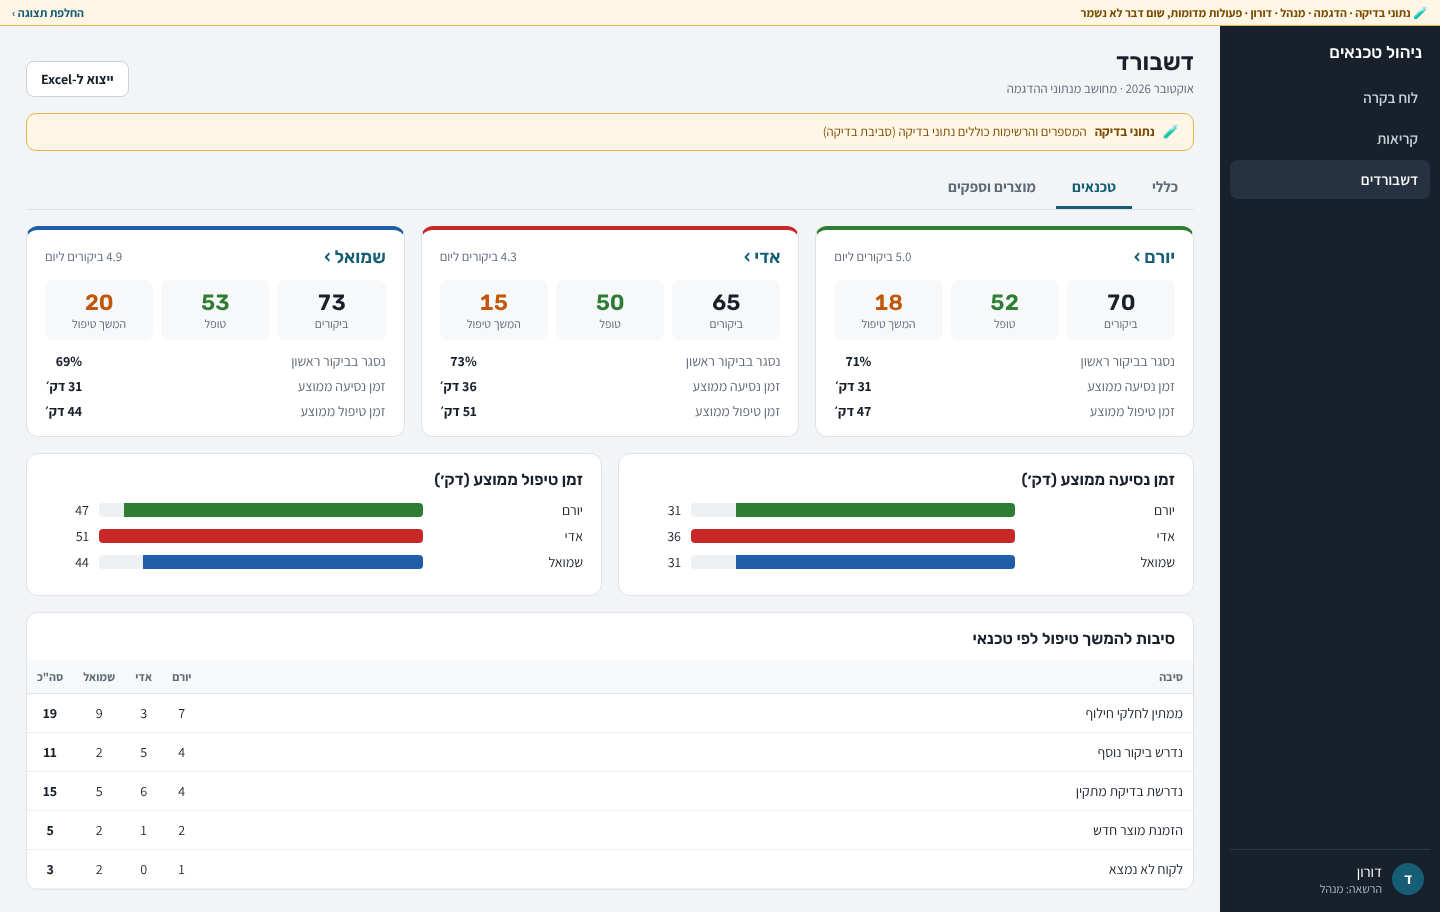 🧪 נתוני בדיקה · הדגמה · מנהל · דורון · פעולות מדומות, שום דבר לא נשמר
החלפת תצוגה ›
ניהול טכנאים
לוח בקרה
קריאות
דשבורדים
דשבורד
אוקטובר 2026 · מחושב מנתוני ההדגמה
ייצוא ל-Excel
🧪 נתוני בדיקה המספרים והרשימות כוללים נתוני בדיקה (סביבת בדיקה)
כללי טכנאים מוצרים וספקים
יורם ›
5.0 ביקורים ליום
70 52 18
ביקורים טופל המשך טיפול
נסגר בביקור ראשון 71%
זמן נסיעה ממוצע 31 דק׳
זמן טיפול ממוצע 47 דק׳
אדי ›
4.3 ביקורים ליום
65 50 15
ביקורים טופל המשך טיפול
נסגר בביקור ראשון 73%
זמן נסיעה ממוצע 36 דק׳
זמן טיפול ממוצע 51 דק׳
שמואל ›
4.9 ביקורים ליום
73 53 20
ביקורים טופל המשך טיפול
נסגר בביקור ראשון 69%
זמן נסיעה ממוצע 31 דק׳
זמן טיפול ממוצע 44 דק׳
זמן נסיעה ממוצע (דק׳)
יורם 31
אדי 36
שמואל 31
זמן טיפול ממוצע (דק׳)
יורם 47
אדי 51
שמואל 44
סיבות להמשך טיפול לפי טכנאי
סיבה יורם אדי שמואל סה"כ
ממתין לחלקי חילוף 7 3 9 19
נדרש ביקור נוסף 4 5 2 11
נדרשת בדיקת מתקין 4 6 5 15
הזמנת מוצר חדש 2 1 2 5
לקוח לא נמצא 1 0 2 3
ד
דורון
הרשאה: מנהל